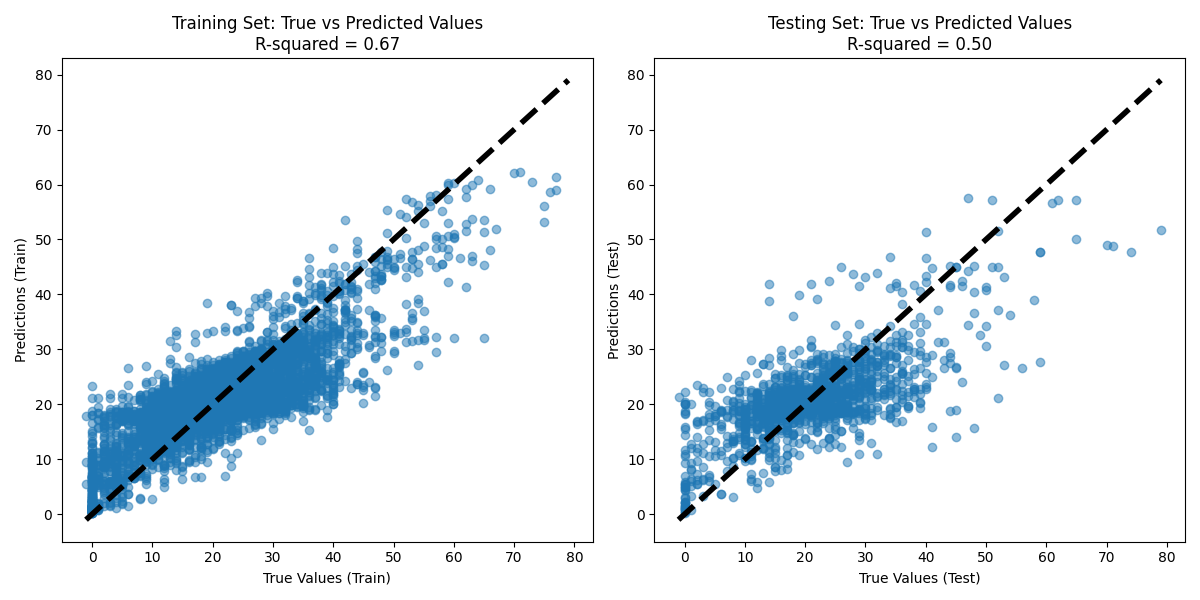 Training Set: True vs Predicted Values
R-squared = 0.67
80
70
60
50
40
30
20
10
0
Predictions (Train)
0 10 20 30 40 50 60 70 80
True Values (Train)
Testing Set: True vs Predicted Values
R-squared = 0.50
80
70
60
50
40
30
20
10
0
Predictions (Test)
0 10 20 30 40 50 60 70 80
True Values (Test)